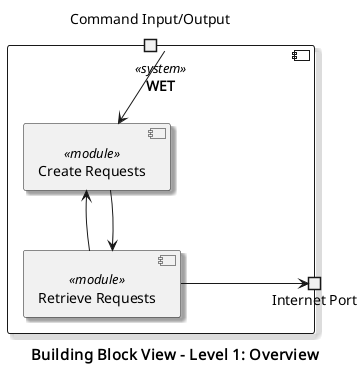 Command Input/Output
«system»
WET
«module»
Create Requests
«module»
Retrieve Requests
Internet Port
Building Block View - Level 1: Overview